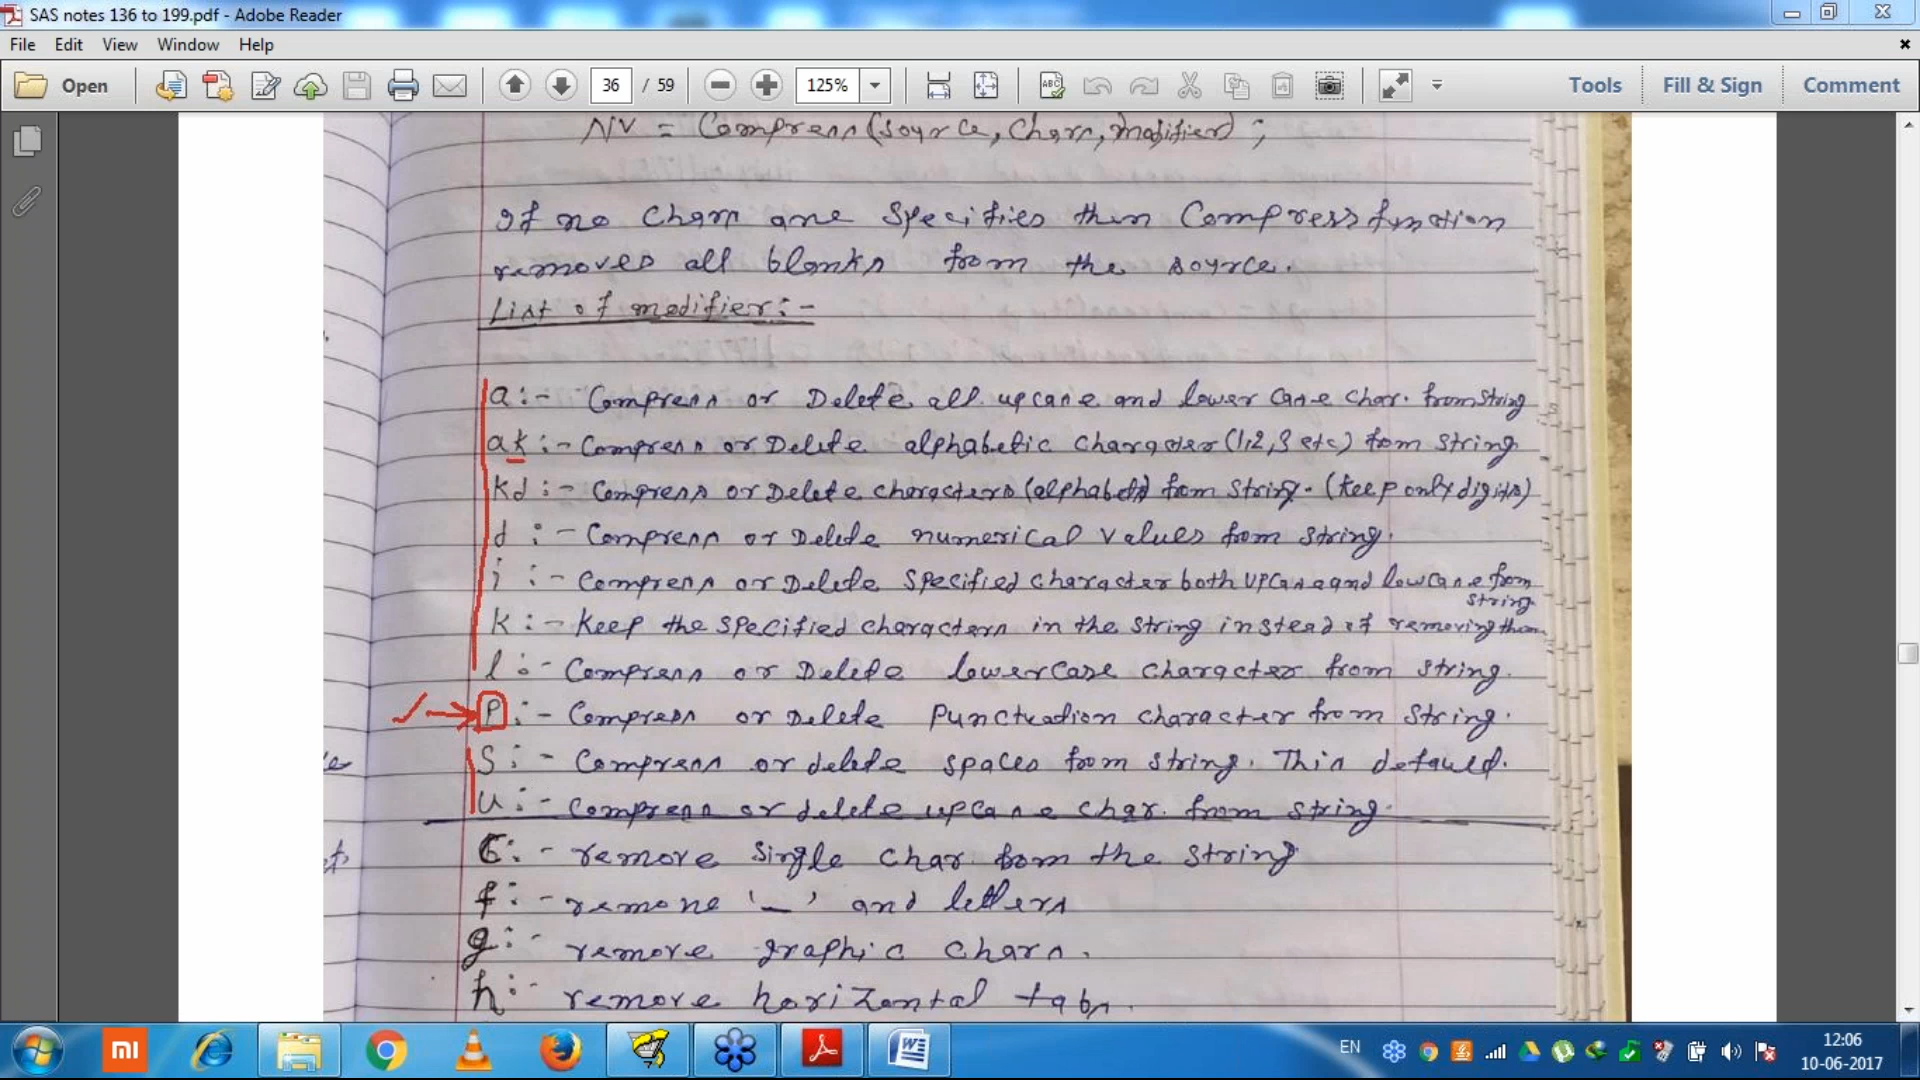 SAS notes 136 to 199.pdf - Adobe Reader
File Edit View Window Help
Open 36 / 59 125% Tools Fill & Sign Comment
NV = Compress(source, Chars, modifier) ;
If no Chars are specifies then Compress function
removes all blanks from the source.
List of modifier:-
a:- Compress or Delete all upcase and lower case char. from string
ak:- Compress or Delete alphabetic character (1,2,3 etc) from string
kd:- Compress or Delete characters (alphabets) from string. (keep only digits)
d:- Compress or Delete numerical values from string.
i:- Compress or Delete specified character both upcase and lowcase from
string
k:- keep the specified characters in the string instead of removing them
l:- Compress or Delete lowercase character from string.
P:- Compress or Delete Punctuation character from string.
S:- Compress or delete spaces from string. This default.
u:- Compress or delete upcase char. from string.
C:- remove single char from the string
f:- remove '_' and letters
g:- remove graphic chars.
h:- remove horizontal tabs.
mi
EN
12:06
10-06-2017